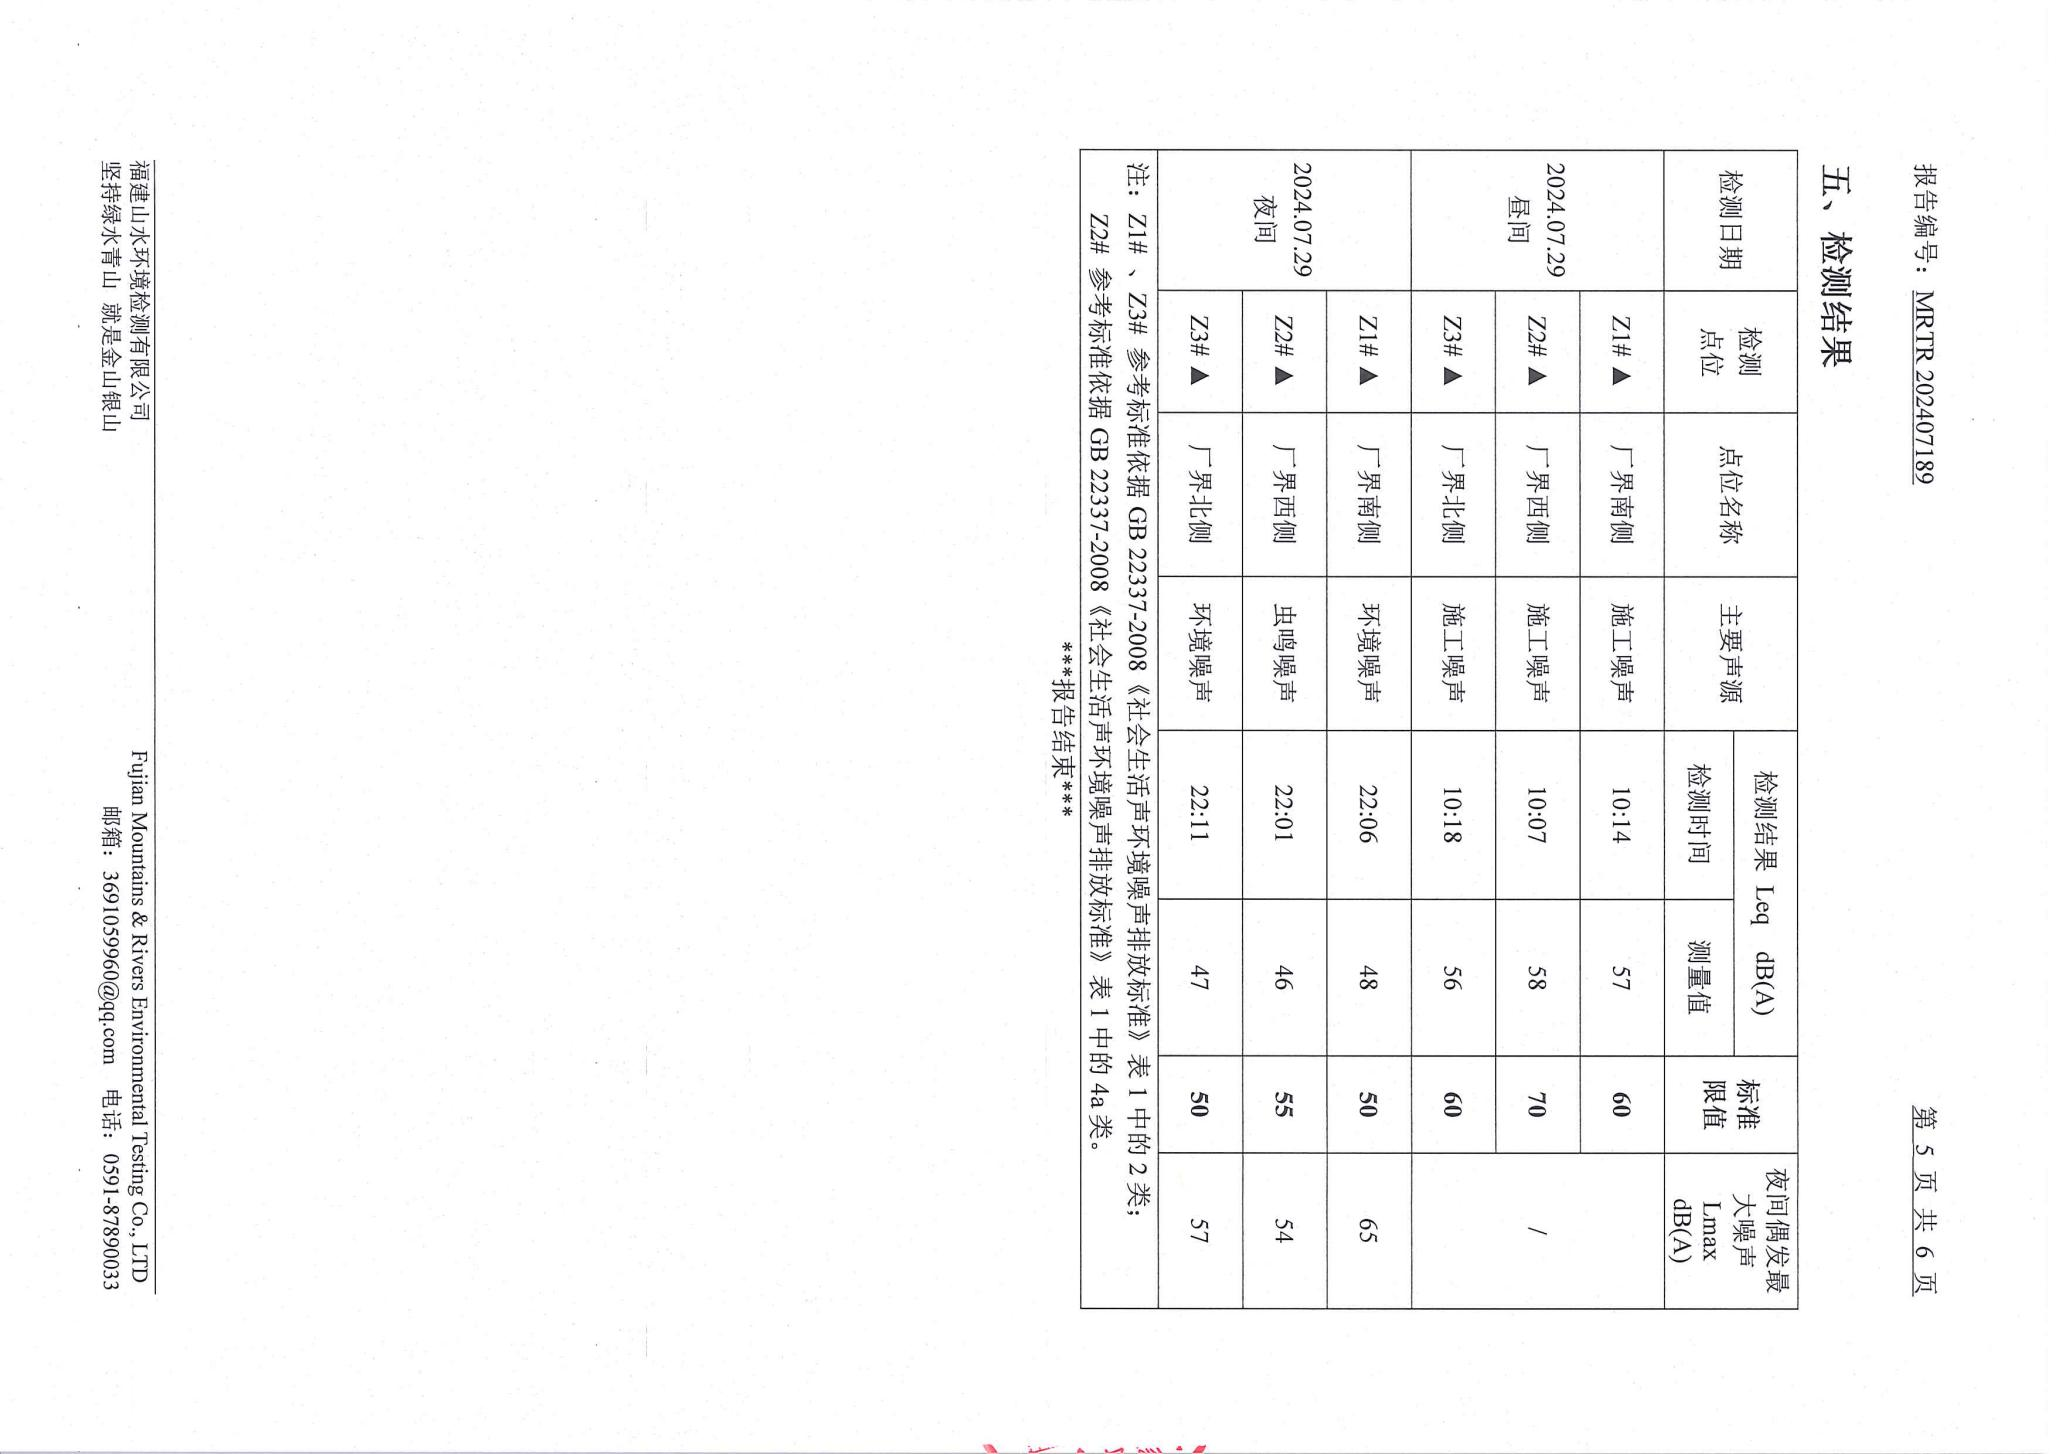 报告编号：MRTR 202407189 第 5 页 共 6 页
五、检测结果
检测日期 检测点位 点位名称 主要声源 检测结果 Leq dB(A) 标准限值 夜间偶发最大噪声 Lmax dB(A)
检测时间 测量值
2024.07.29 昼间 Z1# ▲ 厂界南侧 施工噪声 10:14 57 60 /
Z2# ▲ 厂界西侧 施工噪声 10:07 58 70
Z3# ▲ 厂界北侧 施工噪声 10:18 56 60
2024.07.29 夜间 Z1# ▲ 厂界南侧 环境噪声 22:06 48 50 65
Z2# ▲ 厂界西侧 虫鸣噪声 22:01 46 55 54
Z3# ▲ 厂界北侧 环境噪声 22:11 47 50 57
注：Z1# 、Z3# 参考标准依据 GB 22337-2008《社会生活声环境噪声排放标准》表 1 中的 2 类；
Z2# 参考标准依据 GB 22337-2008《社会生活声环境噪声排放标准》表 1 中的 4a 类。
***报告结束***
福建山水环境检测有限公司 Fujian Mountains & Rivers Environmental Testing Co., LTD
坚持绿水青山 就是金山银山 邮箱：3691059960@qq.com 电话：0591-87890033